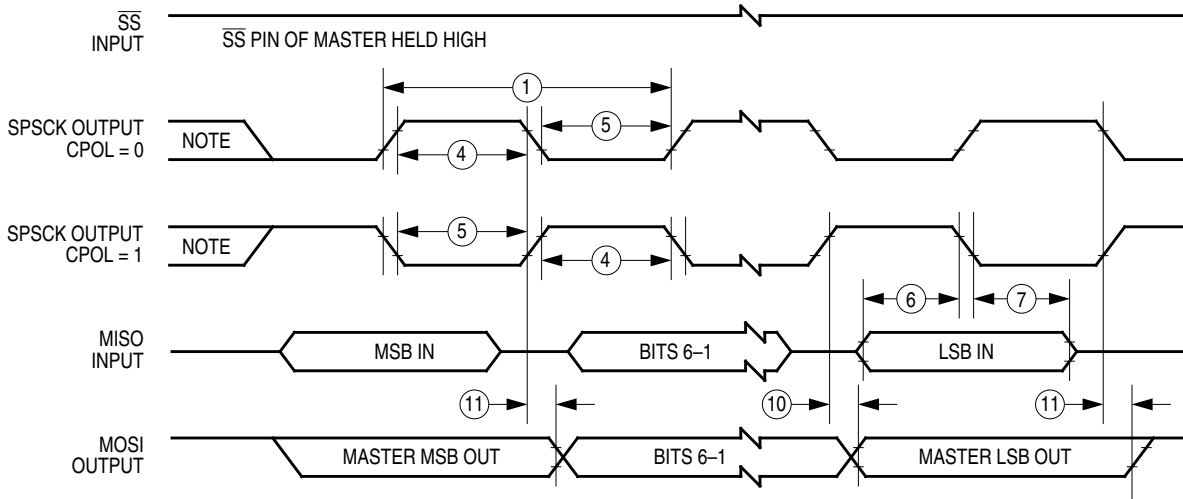 SS
INPUT
SS PIN OF MASTER HELD HIGH
1
SPSCK OUTPUT
CPOL = 0
NOTE
5
4
SPSCK OUTPUT
CPOL = 1
NOTE
5
4
6
7
MISO
INPUT
MSB IN
BITS 6–1
LSB IN
11
10
11
MOSI
OUTPUT
MASTER MSB OUT
BITS 6–1
MASTER LSB OUT